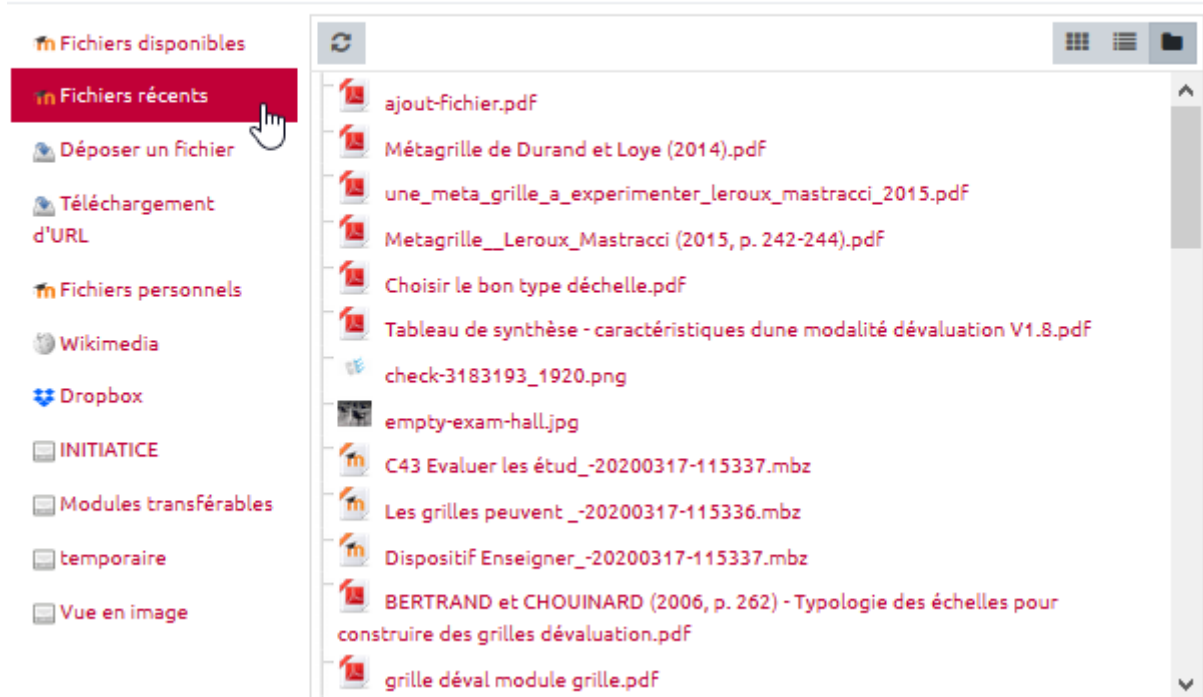 Fichiers disponibles
Fichiers récents
Déposer un fichier
Téléchargement
d'URL
Fichiers personnels
Wikimedia
Dropbox
INITIATICE
Modules transférables
temporaire
Vue en image
ajout-fichier.pdf
Métagrille de Durand et Loye (2014).pdf
une_meta_grille_a_experimenter_leroux_mastracci_2015.pdf
Metagrille__Leroux_Mastracci (2015, p. 242-244).pdf
Choisir le bon type déchelle.pdf
Tableau de synthèse - caractéristiques dune modalité dévaluation V1.8.pdf
check-3183193_1920.png
empty-exam-hall.jpg
C43 Evaluer les étud_-20200317-115337.mbz
Les grilles peuvent _-20200317-115336.mbz
Dispositif Enseigner_-20200317-115337.mbz
BERTRAND et CHOUINARD (2006, p. 262) - Typologie des échelles pour
construire des grilles dévaluation.pdf
grille déval module grille.pdf